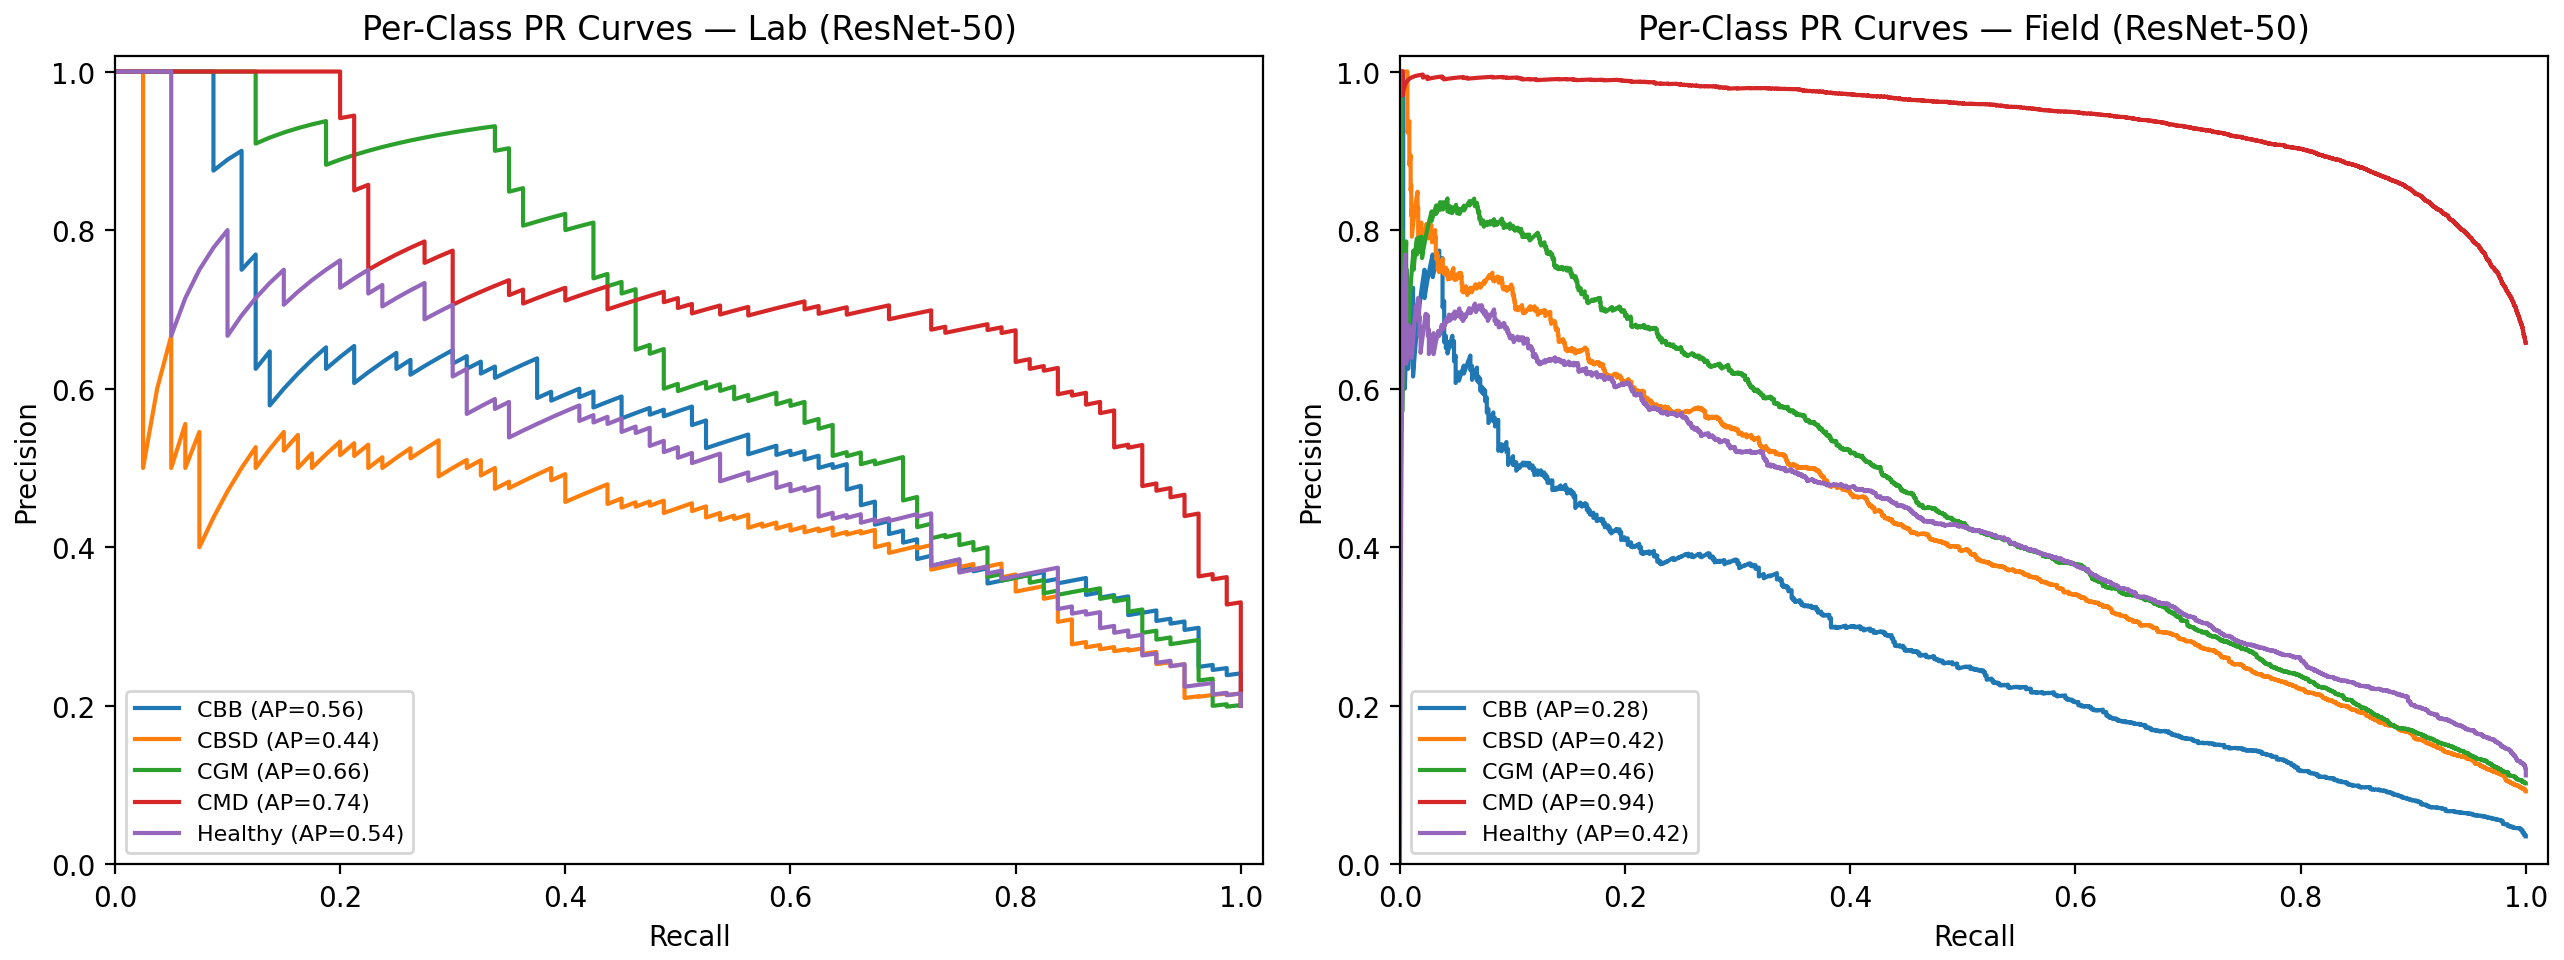 Per-Class PR Curves — Lab (ResNet-50)
1.0
0.8
0.6
0.4
0.2
0.0
Precision
CBB (AP=0.56)
CBSD (AP=0.44)
CGM (AP=0.66)
CMD (AP=0.74)
Healthy (AP=0.54)
0.0 0.2 0.4 0.6 0.8 1.0
Recall
Per-Class PR Curves — Field (ResNet-50)
1.0
0.8
0.6
0.4
0.2
0.0
Precision
CBB (AP=0.28)
CBSD (AP=0.42)
CGM (AP=0.46)
CMD (AP=0.94)
Healthy (AP=0.42)
0.0 0.2 0.4 0.6 0.8 1.0
Recall